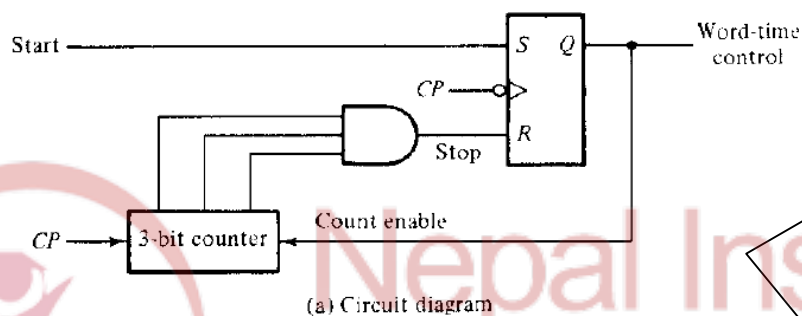 Start
S Q
Word-time
control
CP
R
Stop
CP
3-bit counter
Count enable
Nepal Ins
(a) Circuit diagram